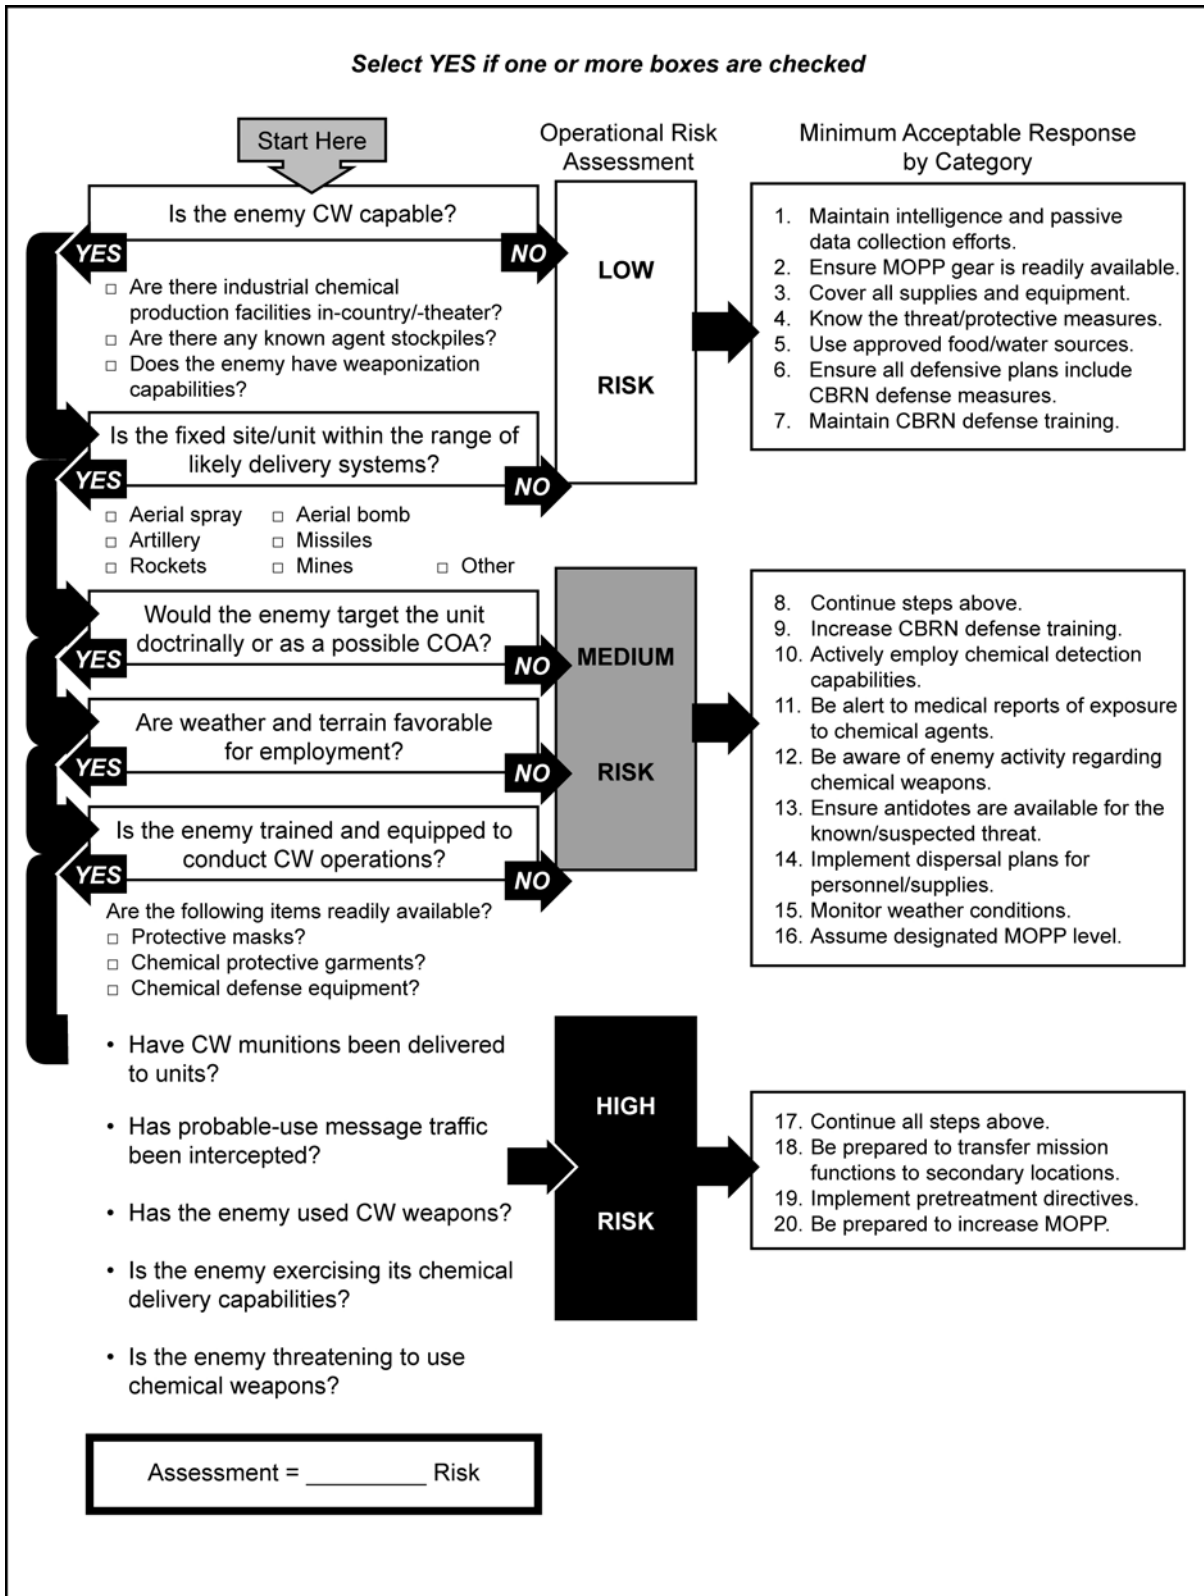 Select YES if one or more boxes are checked
Start Here
Operational Risk
Assessment
Minimum Acceptable Response
by Category
Is the enemy CW capable?
YES
NO
□ Are there industrial chemical
production facilities in-country/-theater?
□ Are there any known agent stockpiles?
□ Does the enemy have weaponization
capabilities?
LOW
RISK
1. Maintain intelligence and passive
data collection efforts.
2. Ensure MOPP gear is readily available.
3. Cover all supplies and equipment.
4. Know the threat/protective measures.
5. Use approved food/water sources.
6. Ensure all defensive plans include
CBRN defense measures.
7. Maintain CBRN defense training.
Is the fixed site/unit within the range of
likely delivery systems?
YES
NO
□ Aerial spray □ Aerial bomb
□ Artillery □ Missiles
□ Rockets □ Mines □ Other
Would the enemy target the unit
doctrinally or as a possible COA?
YES
NO
Are weather and terrain favorable
for employment?
YES
NO
Is the enemy trained and equipped to
conduct CW operations?
YES
NO
Are the following items readily available?
□ Protective masks?
□ Chemical protective garments?
□ Chemical defense equipment?
MEDIUM
RISK
8. Continue steps above.
9. Increase CBRN defense training.
10. Actively employ chemical detection
capabilities.
11. Be alert to medical reports of exposure
to chemical agents.
12. Be aware of enemy activity regarding
chemical weapons.
13. Ensure antidotes are available for the
known/suspected threat.
14. Implement dispersal plans for
personnel/supplies.
15. Monitor weather conditions.
16. Assume designated MOPP level.
• Have CW munitions been delivered
to units?
• Has probable-use message traffic
been intercepted?
• Has the enemy used CW weapons?
• Is the enemy exercising its chemical
delivery capabilities?
• Is the enemy threatening to use
chemical weapons?
HIGH
RISK
17. Continue all steps above.
18. Be prepared to transfer mission
functions to secondary locations.
19. Implement pretreatment directives.
20. Be prepared to increase MOPP.
Assessment = __________ Risk